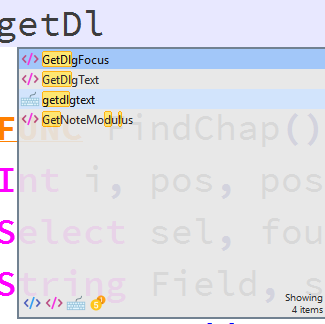 getDl
GetDlgFocus
GetDlgText
getdlgtext
GetNoteModulus
FUNC FindChap()
Int i, pos, pos
Select sel, fou
String Field, s
Showing
4 items